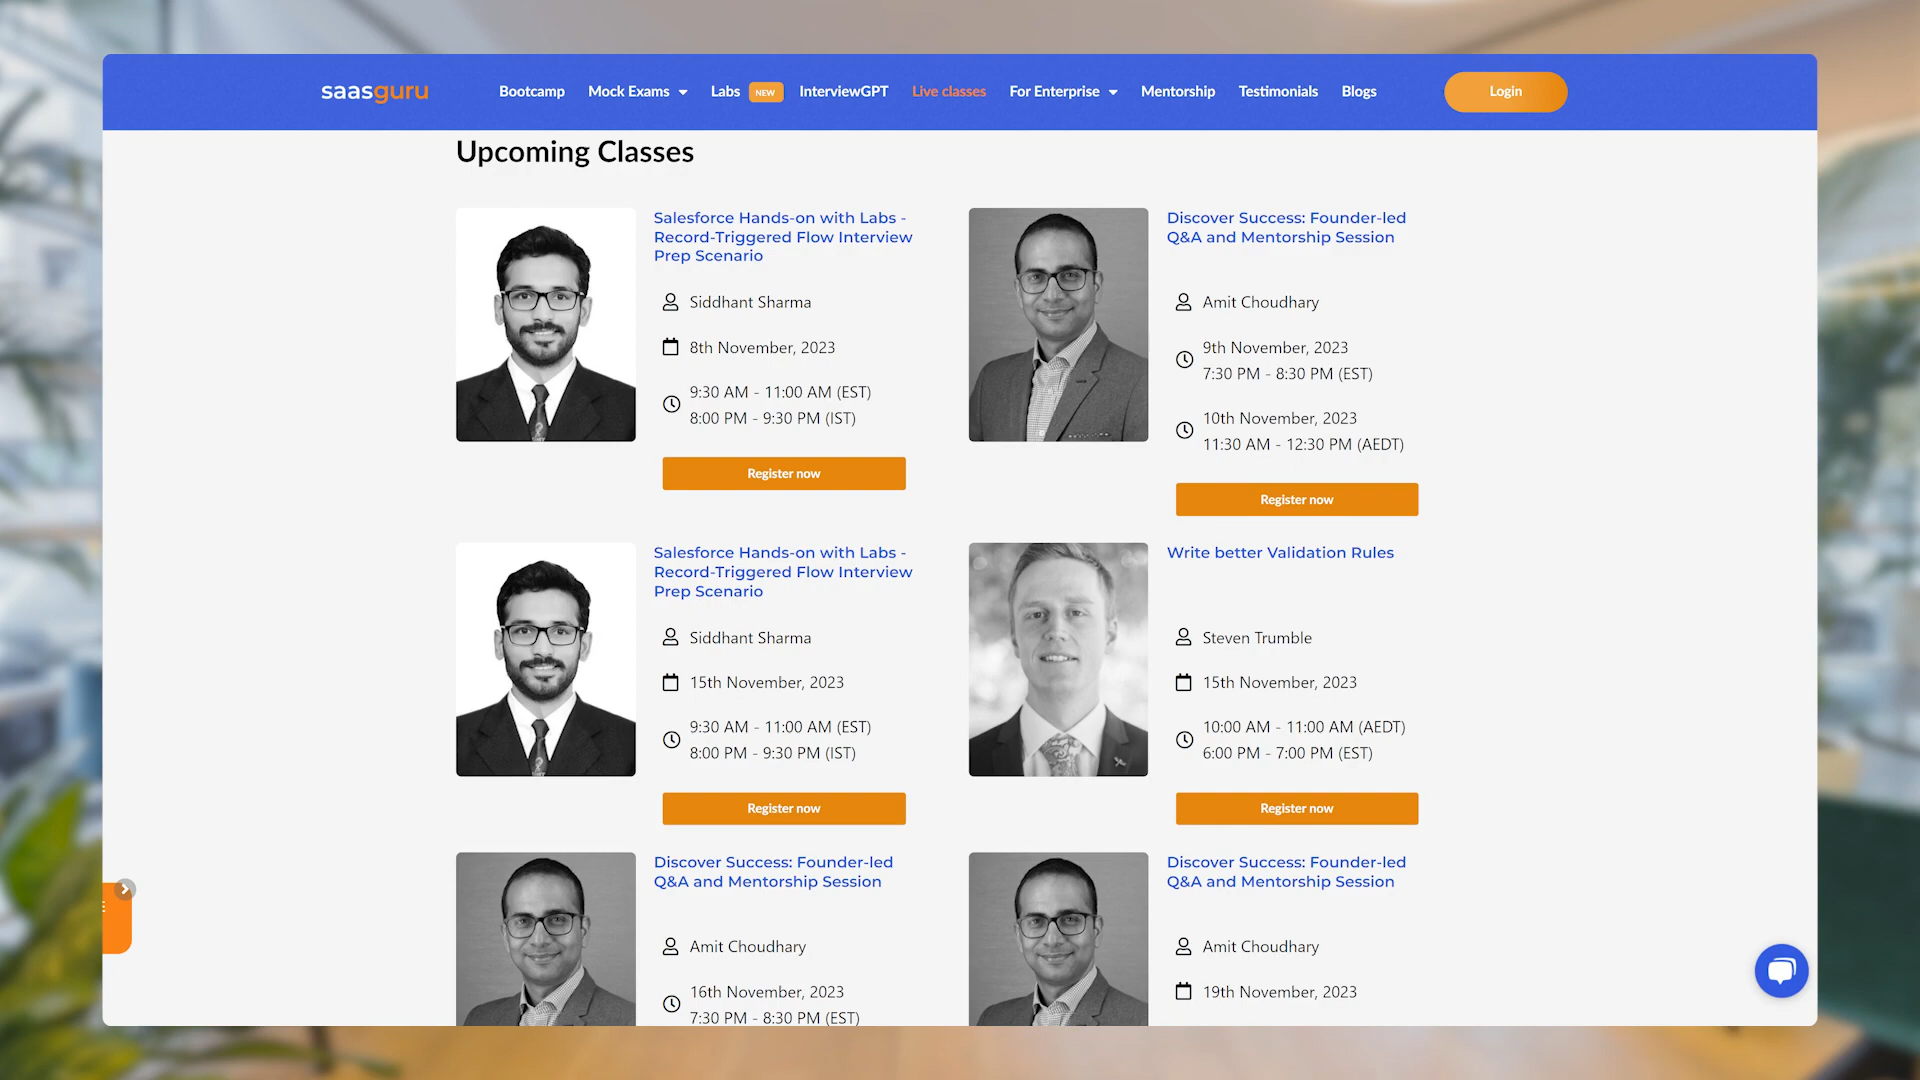 saasguru
Bootcamp
Mock Exams
Labs
NEW
InterviewGPT
Live classes
For Enterprise
Mentorship
Testimonials
Blogs
Login
Upcoming Classes
Salesforce Hands-on with Labs -
Record-Triggered Flow Interview
Prep Scenario
Siddhant Sharma
8th November, 2023
9:30 AM - 11:00 AM (EST)
8:00 PM - 9:30 PM (IST)
Register now
Discover Success: Founder-led
Q&A and Mentorship Session
Amit Choudhary
9th November, 2023
7:30 PM - 8:30 PM (EST)
10th November, 2023
11:30 AM - 12:30 PM (AEDT)
Register now
Salesforce Hands-on with Labs -
Record-Triggered Flow Interview
Prep Scenario
Siddhant Sharma
15th November, 2023
9:30 AM - 11:00 AM (EST)
8:00 PM - 9:30 PM (IST)
Register now
Write better Validation Rules
Steven Trumble
15th November, 2023
10:00 AM - 11:00 AM (AEDT)
6:00 PM - 7:00 PM (EST)
Register now
Discover Success: Founder-led
Q&A and Mentorship Session
Amit Choudhary
16th November, 2023
7:30 PM - 8:30 PM (EST)
Discover Success: Founder-led
Q&A and Mentorship Session
Amit Choudhary
19th November, 2023